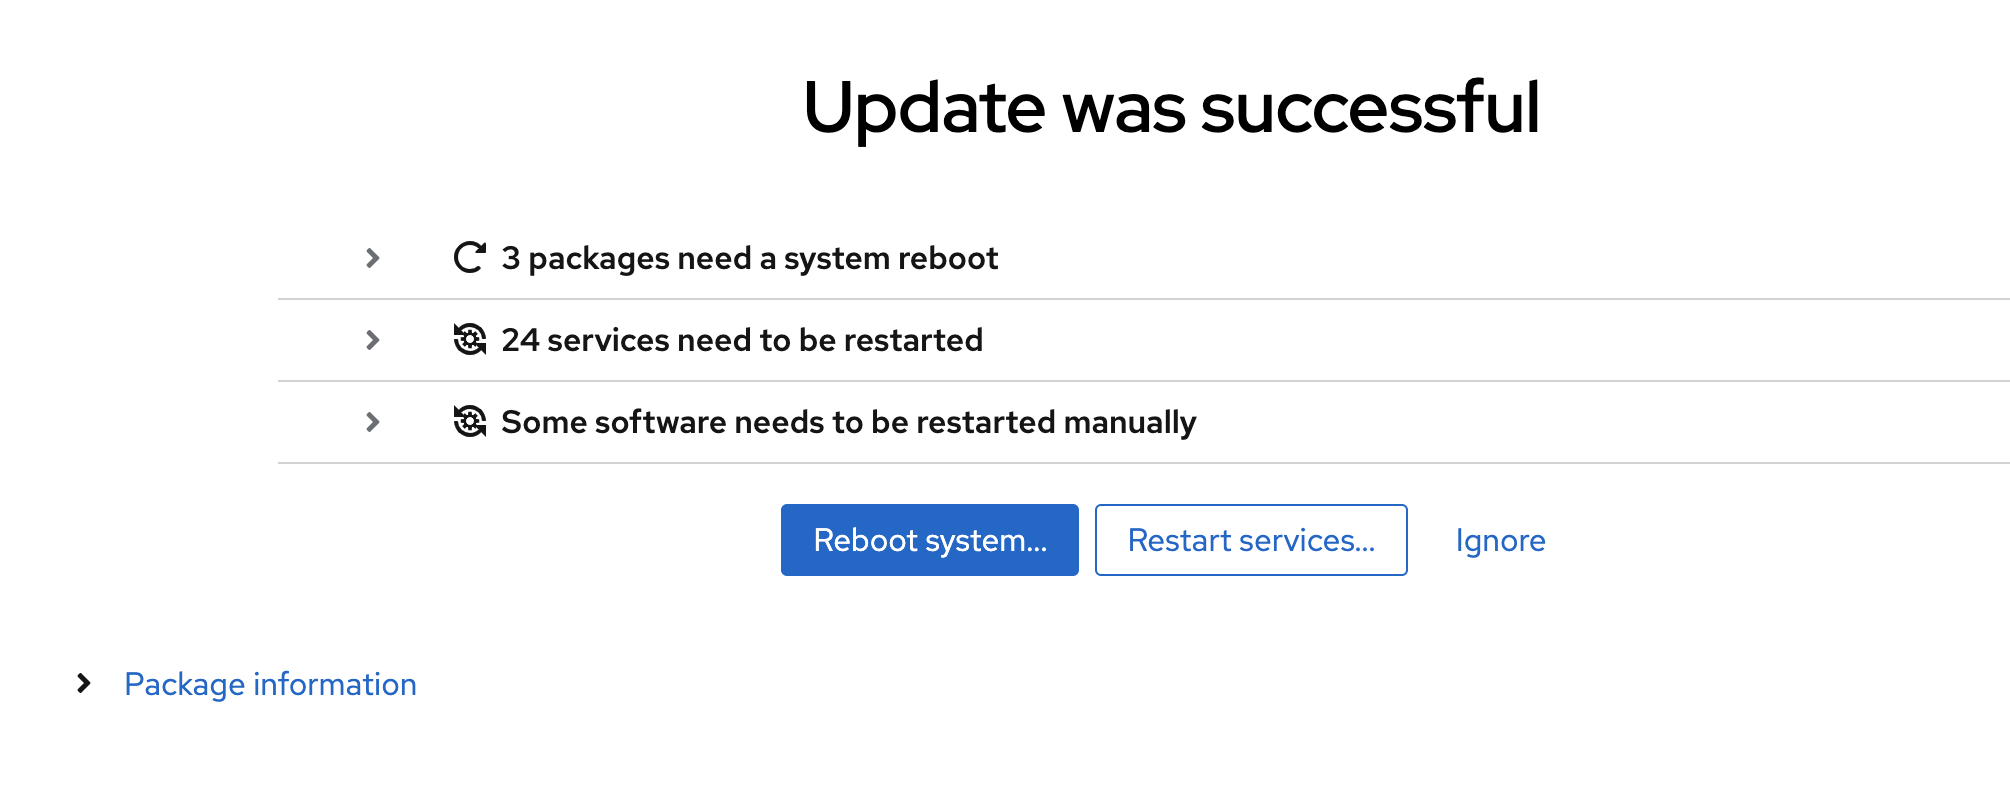 Update was successful
3 packages need a system reboot
24 services need to be restarted
Some software needs to be restarted manually
Reboot system... Restart services... Ignore
Package information